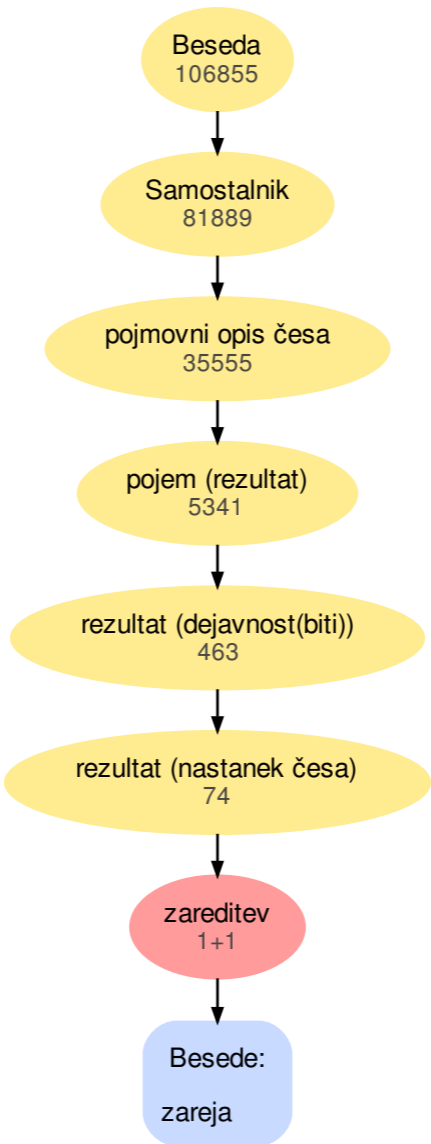 Beseda
106855
Samostalnik
81889
pojmovni opis česa
35555
pojem (rezultat)
5341
rezultat (dejavnost(biti))
463
rezultat (nastanek česa)
74
zareditev
1+1
Besede:
zareja